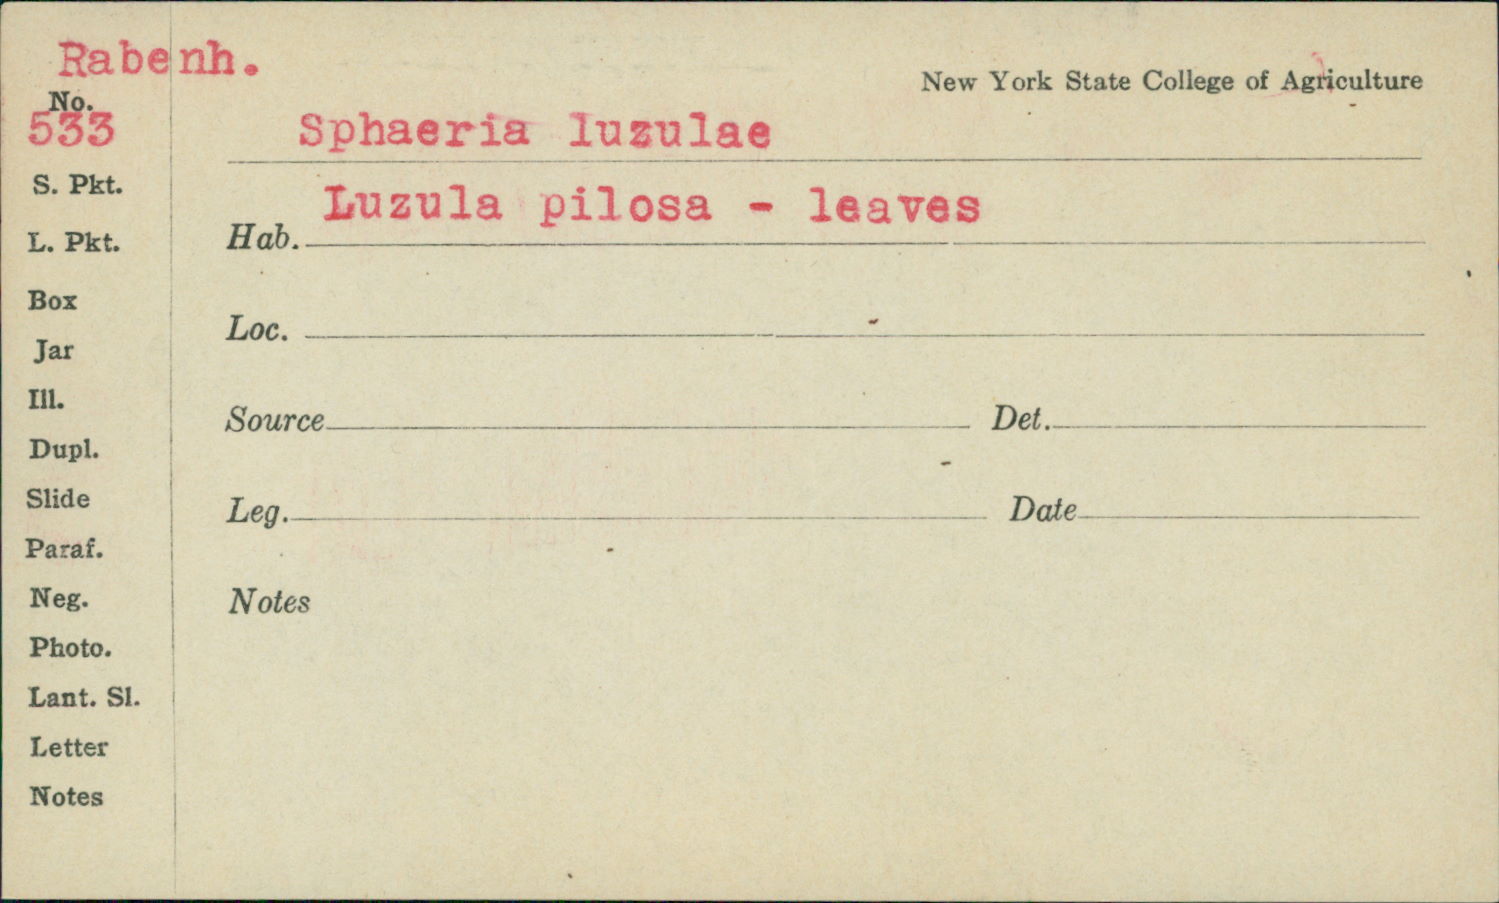 Rabenh.
New York State College of Agriculture
No.
533
Sphaeria luzulae
S. Pkt.
Luzula pilosa - leaves
Hab.
L. Pkt.
Box
Loc.
Jar
Ill.
Source Det.
Dupl.
Slide
Leg. Date
Paraf.
Neg.
Notes
Photo.
Lant. Sl.
Letter
Notes